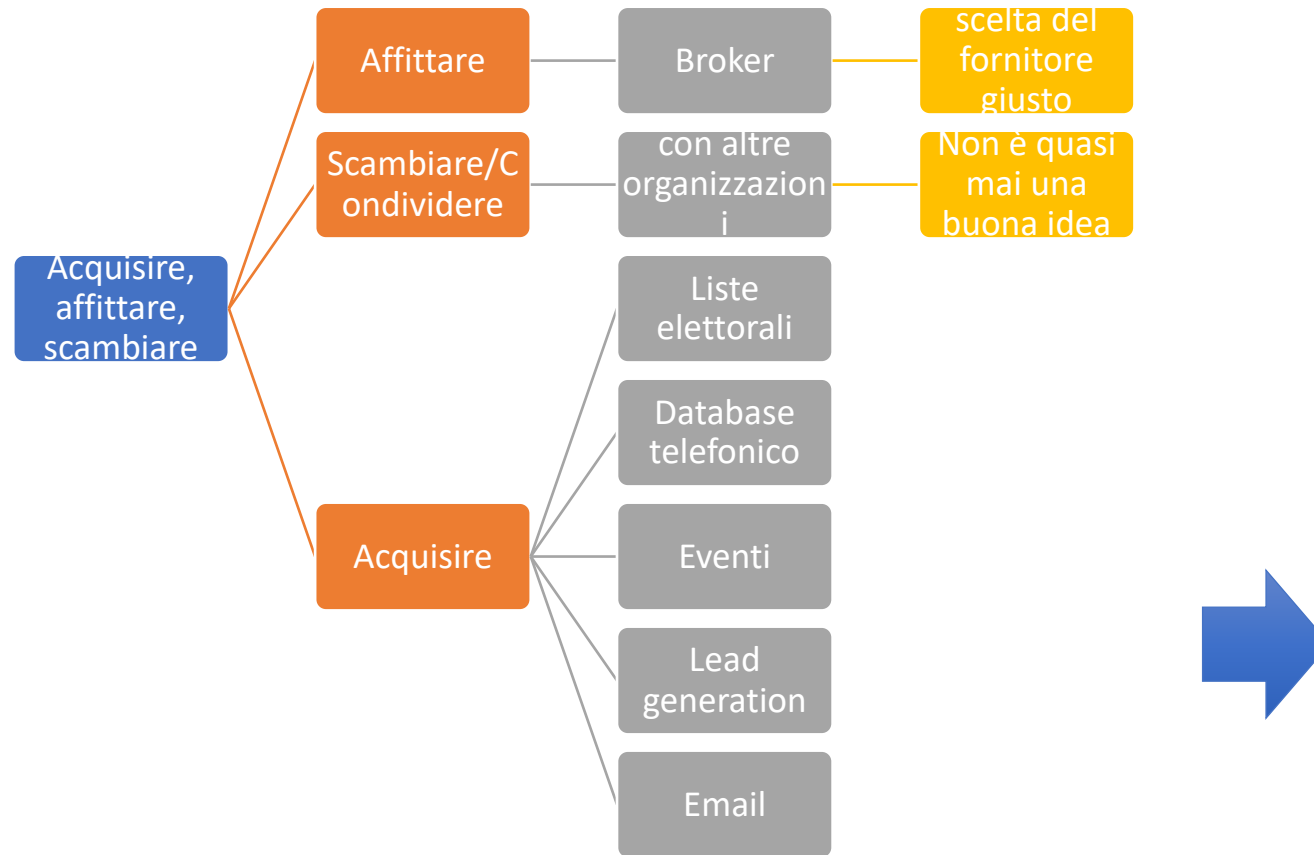 Affittare
Broker
scelta del
fornitore
giusto
Scambiare/C
ondividere
con altre
organizzazion
i
Non è quasi
mai una
buona idea
Acquisire,
affittare,
scambiare
Liste
elettorali
Database
telefonico
Acquisire
Eventi
Lead
generation
Email